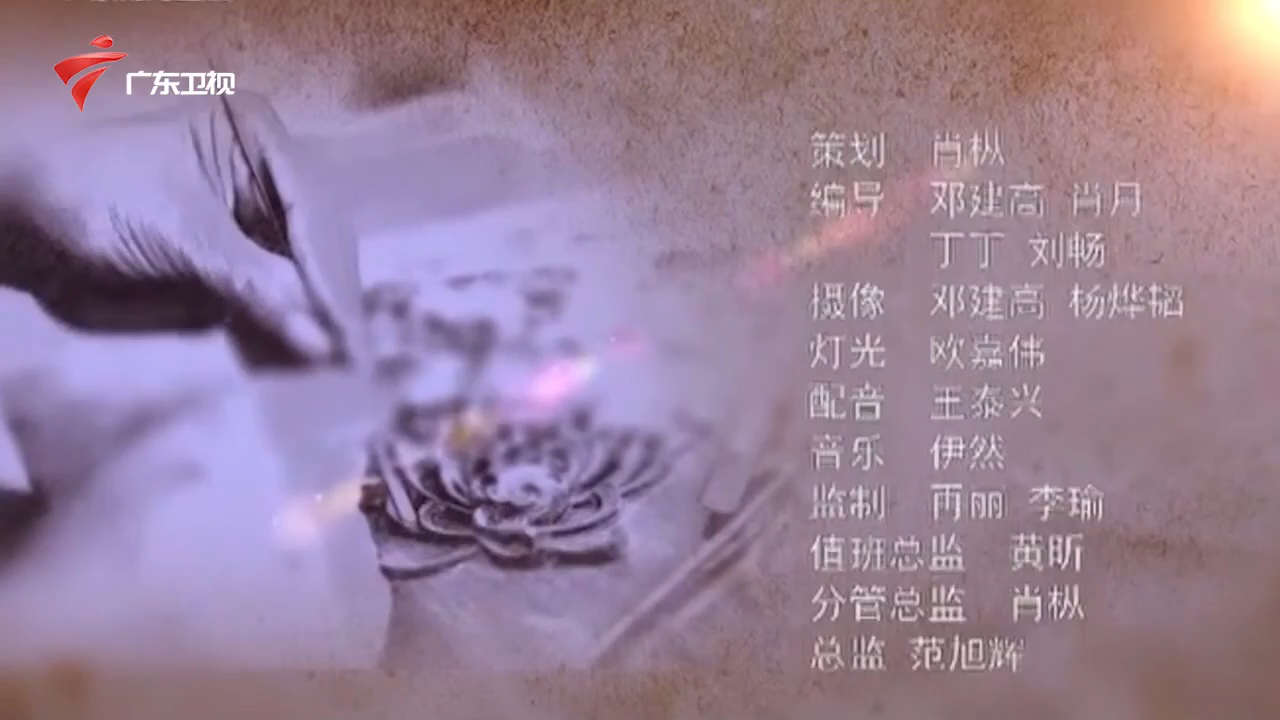 广东卫视
策划 肖枞
编导 邓建高 肖月
丁丁 刘畅
摄像 邓建高 杨烨韬
灯光 欧嘉伟
配音 王泰兴
音乐 伊然
监制 冉丽 李瑜
值班总监 黄昕
分管总监 肖枞
总监 范旭辉